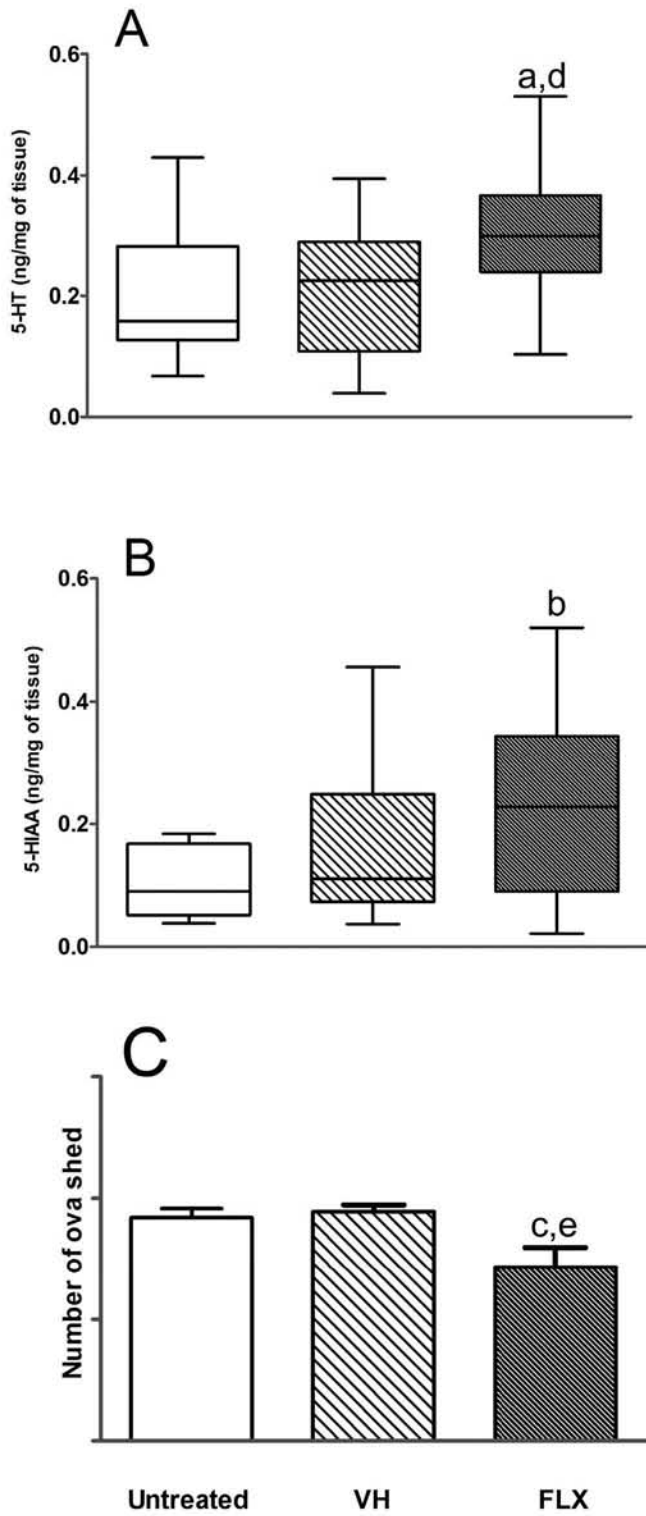 A
0.6
a,d
0.4
0.2
0.0
5-HT (ng/mg of tissue)
B
0.6
b
0.4
0.2
0.0
5-HIAA (ng/mg of tissue)
C
c,e
Number of ova shed
Untreated VH FLX